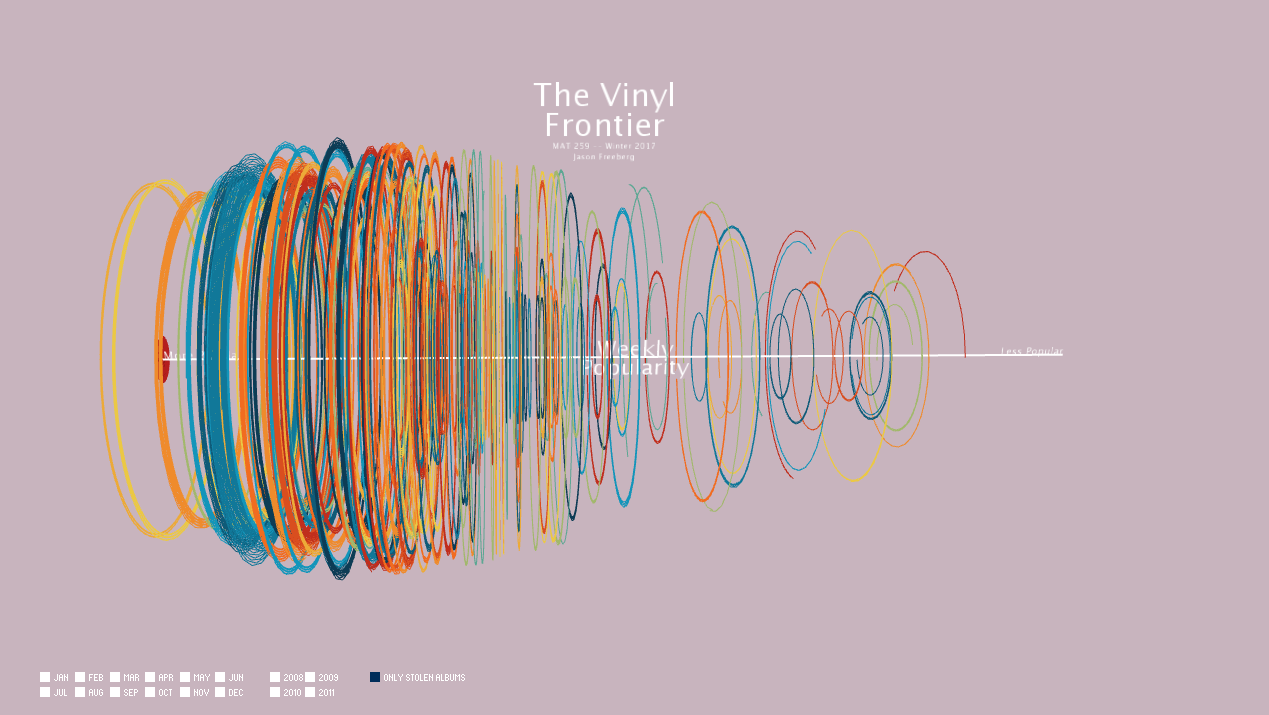 The Vinyl
Frontier
MAT 259 -- Winter 2017
Jason Freeberg
Weekly
Popularity
Less Popular
JAN FEB MAR APR MAY JUN 2008 2009 ONLY STOLEN ALBUMS
JUL AUG SEP OCT NOV DEC 2010 2011